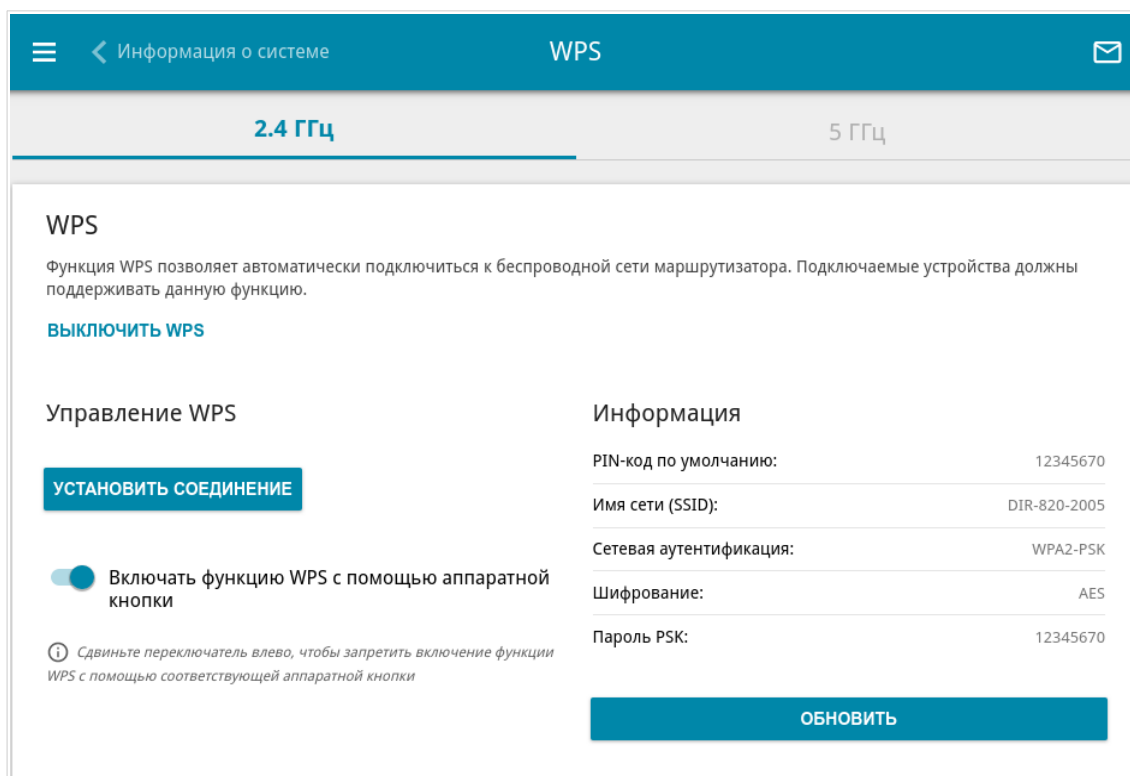 Информация о системе
WPS
2.4 ГГц
5 ГГц
WPS
Функция WPS позволяет автоматически подключиться к беспроводной сети маршрутизатора. Подключаемые устройства должны
поддерживать данную функцию.
ВЫКЛЮЧИТЬ WPS
Управление WPS
УСТАНОВИТЬ СОЕДИНЕНИЕ
Включать функцию WPS с помощью аппаратной
кнопки
Сдвиньте переключатель влево, чтобы запретить включение функции
WPS с помощью соответствующей аппаратной кнопки
Информация
PIN-код по умолчанию: 12345670
Имя сети (SSID): DIR-820-2005
Сетевая аутентификация: WPA2-PSK
Шифрование: AES
Пароль PSK: 12345670
ОБНОВИТЬ